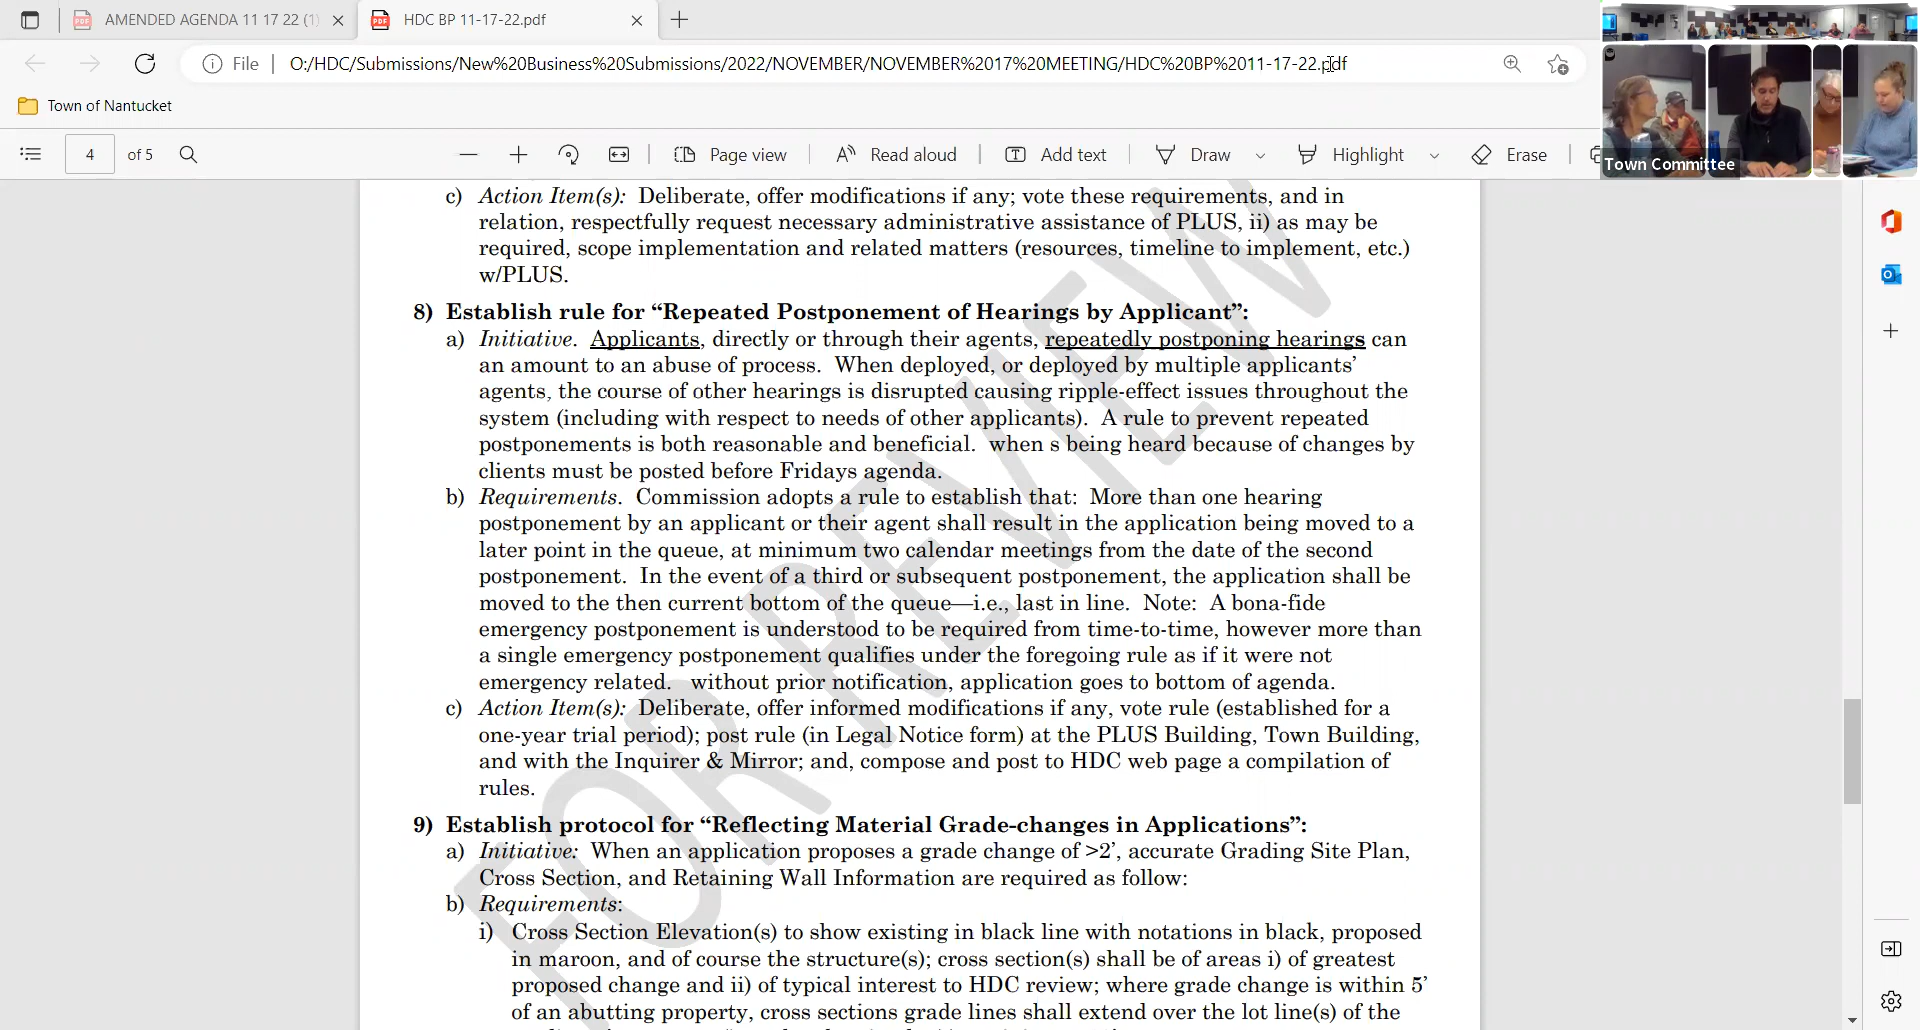 AMENDED AGENDA 11 17 22 (1)
HDC BP 11-17-22.pdf
File
O:/HDC/Submissions/New%20Business%20Submissions/2022/NOVEMBER/NOVEMBER%2017%20MEETING/HDC%20BP%2011-17-22.pdf
Town of Nantucket
4 of 5
Page view
Read aloud
Add text
Draw
Highlight
Erase
Town Committee
c) Action Item(s): Deliberate, offer modifications if any; vote these requirements, and in
relation, respectfully request necessary administrative assistance of PLUS, ii) as may be
required, scope implementation and related matters (resources, timeline to implement, etc.)
w/PLUS.
8) Establish rule for “Repeated Postponement of Hearings by Applicant”:
a) Initiative. Applicants, directly or through their agents, repeatedly postponing hearings can
an amount to an abuse of process. When deployed, or deployed by multiple applicants’
agents, the course of other hearings is disrupted causing ripple-effect issues throughout the
system (including with respect to needs of other applicants). A rule to prevent repeated
postponements is both reasonable and beneficial. when s being heard because of changes by
clients must be posted before Fridays agenda.
b) Requirements. Commission adopts a rule to establish that: More than one hearing
postponement by an applicant or their agent shall result in the application being moved to a
later point in the queue, at minimum two calendar meetings from the date of the second
postponement. In the event of a third or subsequent postponement, the application shall be
moved to the then current bottom of the queue—i.e., last in line. Note: A bona-fide
emergency postponement is understood to be required from time-to-time, however more than
a single emergency postponement qualifies under the foregoing rule as if it were not
emergency related. without prior notification, application goes to bottom of agenda.
c) Action Item(s): Deliberate, offer informed modifications if any, vote rule (established for a
one-year trial period); post rule (in Legal Notice form) at the PLUS Building, Town Building,
and with the Inquirer & Mirror; and, compose and post to HDC web page a compilation of
rules.
9) Establish protocol for “Reflecting Material Grade-changes in Applications”:
a) Initiative: When an application proposes a grade change of >2’, accurate Grading Site Plan,
Cross Section, and Retaining Wall Information are required as follow:
b) Requirements:
i) Cross Section Elevation(s) to show existing in black line with notations in black, proposed
in maroon, and of course the structure(s); cross section(s) shall be of areas i) of greatest
proposed change and ii) of typical interest to HDC review; where grade change is within 5’
of an abutting property, cross sections grade lines shall extend over the lot line(s) of the
FOR REVIEW